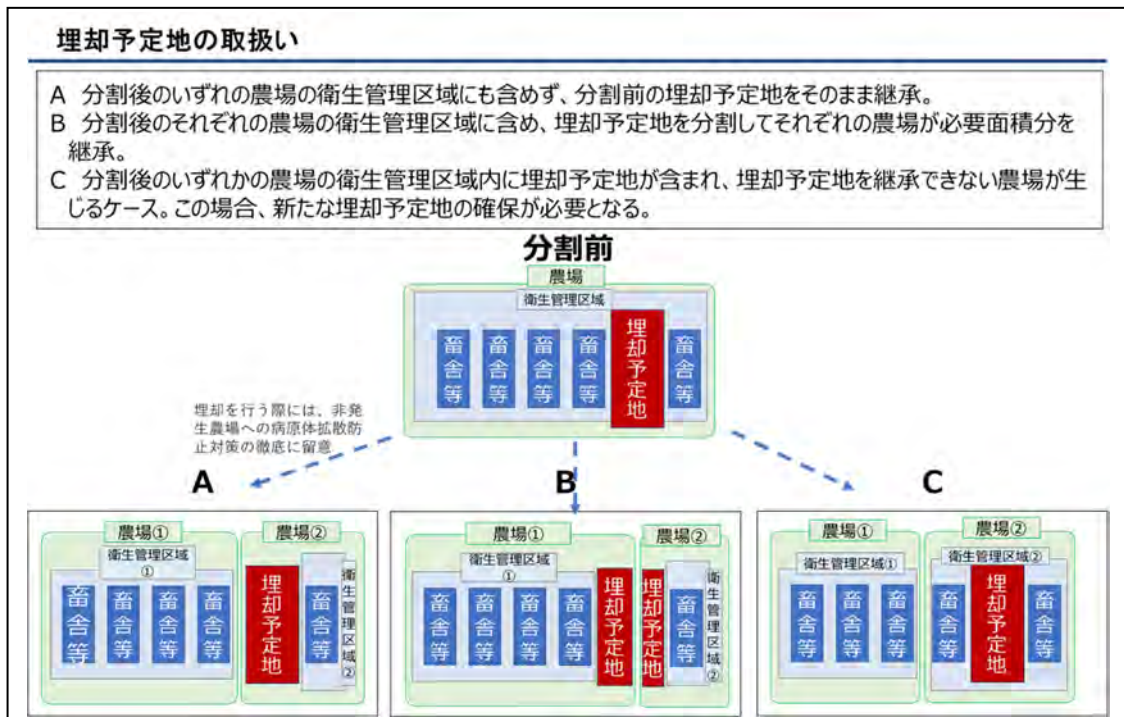 埋却予定地の取扱い
A 分割後のいずれの農場の衛生管理区域にも含めず、分割前の埋却予定地をそのまま継承。
B 分割後のそれぞれの農場の衛生管理区域に含め、埋却予定地を分割してそれぞれの農場が必要面積分を
継承。
C 分割後のいずれかの農場の衛生管理区域内に埋却予定地が含まれ、埋却予定地を継承できない農場が生
じるケース。この場合、新たな埋却予定地の確保が必要となる。
分割前
農場
衛生管理区域
畜舎等
畜舎等
畜舎等
畜舎等
埋却予定地
畜舎等
埋却を行う際には、非発
生農場への病原体拡散防
止対策の徹底に留意
A
B
C
農場①
衛生管理区域
①
畜舎等
畜舎等
畜舎等
畜舎等
農場②
埋却予定地
畜舎等
衛生管理区域②
農場①
衛生管理区域
①
畜舎等
畜舎等
畜舎等
畜舎等
埋却予定地
農場②
埋却予定地
畜舎等
衛生管理区域②
農場①
衛生管理区域①
畜舎等
畜舎等
畜舎等
農場②
衛生管理区域②
畜舎等
埋却予定地
畜舎等